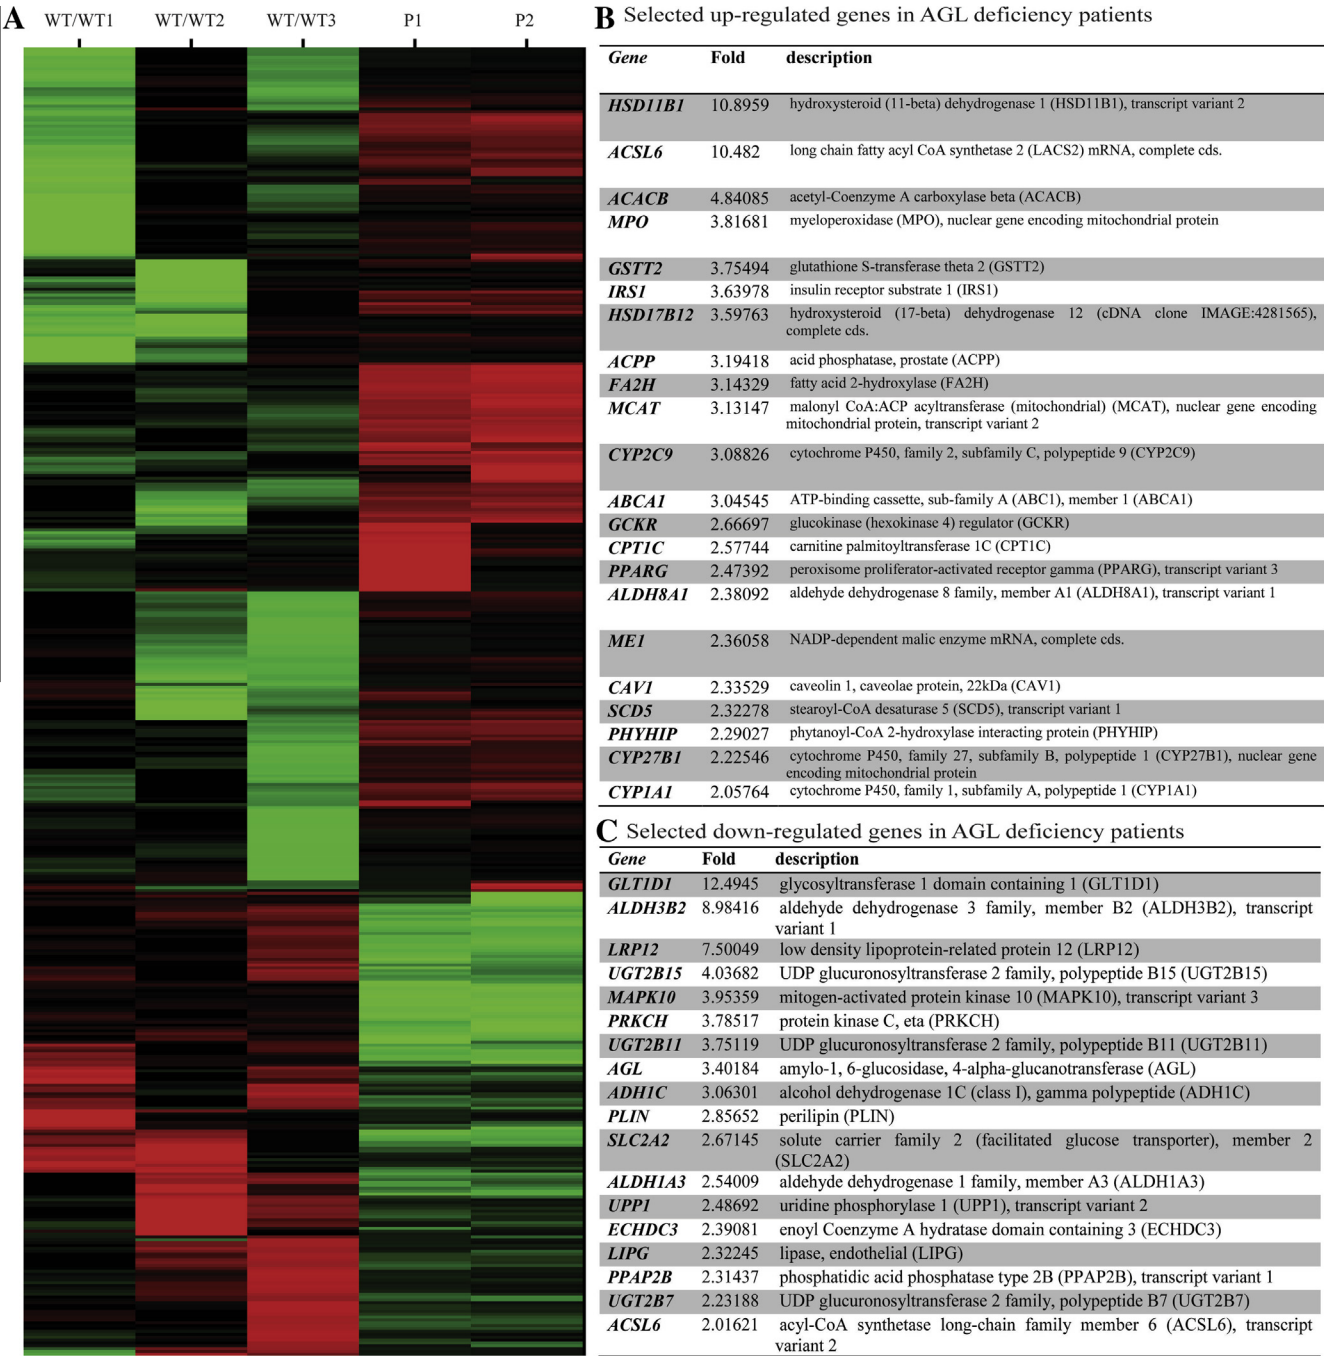 A WT/WT1 WT/WT2 WT/WT3 P1 P2
B Selected up-regulated genes in AGL deficiency patients
Gene Fold description
HSD11B1 10.8959 hydroxysteroid (11-beta) dehydrogenase 1 (HSD11B1), transcript variant 2
ACSL6 10.482 long chain fatty acyl CoA synthetase 2 (LACS2) mRNA, complete cds.
ACACB 4.84085 acetyl-Coenzyme A carboxylase beta (ACACB)
MPO 3.81681 myeloperoxidase (MPO), nuclear gene encoding mitochondrial protein
GSTT2 3.75494 glutathione S-transferase theta 2 (GSTT2)
IRS1 3.63978 insulin receptor substrate 1 (IRS1)
HSD17B12 3.59763 hydroxysteroid (17-beta) dehydrogenase 12 (cDNA clone IMAGE:4281565),
complete cds.
ACPP 3.19418 acid phosphatase, prostate (ACPP)
FA2H 3.14329 fatty acid 2-hydroxylase (FA2H)
MCAT 3.13147 malonyl CoA:ACP acyltransferase (mitochondrial) (MCAT), nuclear gene encoding
mitochondrial protein, transcript variant 2
CYP2C9 3.08826 cytochrome P450, family 2, subfamily C, polypeptide 9 (CYP2C9)
ABCA1 3.04545 ATP-binding cassette, sub-family A (ABC1), member 1 (ABCA1)
GCKR 2.66697 glucokinase (hexokinase 4) regulator (GCKR)
CPT1C 2.57744 carnitine palmitoyltransferase 1C (CPT1C)
PPARG 2.47392 peroxisome proliferator-activated receptor gamma (PPARG), transcript variant 3
ALDH8A1 2.38092 aldehyde dehydrogenase 8 family, member A1 (ALDH8A1), transcript variant 1
ME1 2.36058 NADP-dependent malic enzyme mRNA, complete cds.
CAV1 2.33529 caveolin 1, caveolae protein, 22kDa (CAV1)
SCD5 2.32278 stearoyl-CoA desaturase 5 (SCD5), transcript variant 1
PHYHIP 2.29027 phytanoyl-CoA 2-hydroxylase interacting protein (PHYHIP)
CYP27B1 2.22546 cytochrome P450, family 27, subfamily B, polypeptide 1 (CYP27B1), nuclear gene
encoding mitochondrial protein
CYP1A1 2.05764 cytochrome P450, family 1, subfamily A, polypeptide 1 (CYP1A1)
C Selected down-regulated genes in AGL deficiency patients
Gene Fold description
GLT1D1 12.4945 glycosyltransferase 1 domain containing 1 (GLT1D1)
ALDH3B2 8.98416 aldehyde dehydrogenase 3 family, member B2 (ALDH3B2), transcript
variant 1
LRP12 7.50049 low density lipoprotein-related protein 12 (LRP12)
UGT2B15 4.03682 UDP glucuronosyltransferase 2 family, polypeptide B15 (UGT2B15)
MAPK10 3.95359 mitogen-activated protein kinase 10 (MAPK10), transcript variant 3
PRKCH 3.78517 protein kinase C, eta (PRKCH)
UGT2B11 3.75119 UDP glucuronosyltransferase 2 family, polypeptide B11 (UGT2B11)
AGL 3.40184 amylo-1, 6-glucosidase, 4-alpha-glucanotransferase (AGL)
ADH1C 3.06301 alcohol dehydrogenase 1C (class I), gamma polypeptide (ADH1C)
PLIN 2.85652 perilipin (PLIN)
SLC2A2 2.67145 solute carrier family 2 (facilitated glucose transporter), member 2
(SLC2A2)
ALDH1A3 2.54009 aldehyde dehydrogenase 1 family, member A3 (ALDH1A3)
UPP1 2.48692 uridine phosphorylase 1 (UPP1), transcript variant 2
ECHDC3 2.39081 enoyl Coenzyme A hydratase domain containing 3 (ECHDC3)
LIPG 2.32245 lipase, endothelial (LIPG)
PPAP2B 2.31437 phosphatidic acid phosphatase type 2B (PPAP2B), transcript variant 1
UGT2B7 2.23188 UDP glucuronosyltransferase 2 family, polypeptide B7 (UGT2B7)
ACSL6 2.01621 acyl-CoA synthetase long-chain family member 6 (ACSL6), transcript
variant 2